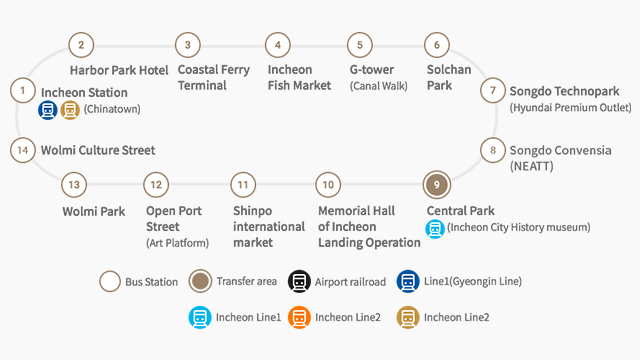 2
3
4
5
6
Harbor Park Hotel
Coastal Ferry
Terminal
Incheon
Fish Market
G-tower
(Canal Walk)
Solchan
Park
1
Incheon Station
(Chinatown)
7
Songdo Technopark
(Hyundai Premium Outlet)
14
Wolmi Culture Street
8
Songdo Convensia
(NEATT)
13
12
11
10
9
Wolmi Park
Open Port
Street
(Art Platform)
Shinpo
international
market
Memorial Hall
of Incheon
Landing Operation
Central Park
(Incheon City History museum)
Bus Station
Transfer area
Airport railroad
Line1(Gyeongin Line)
Incheon Line1
Incheon Line2
Incheon Line2